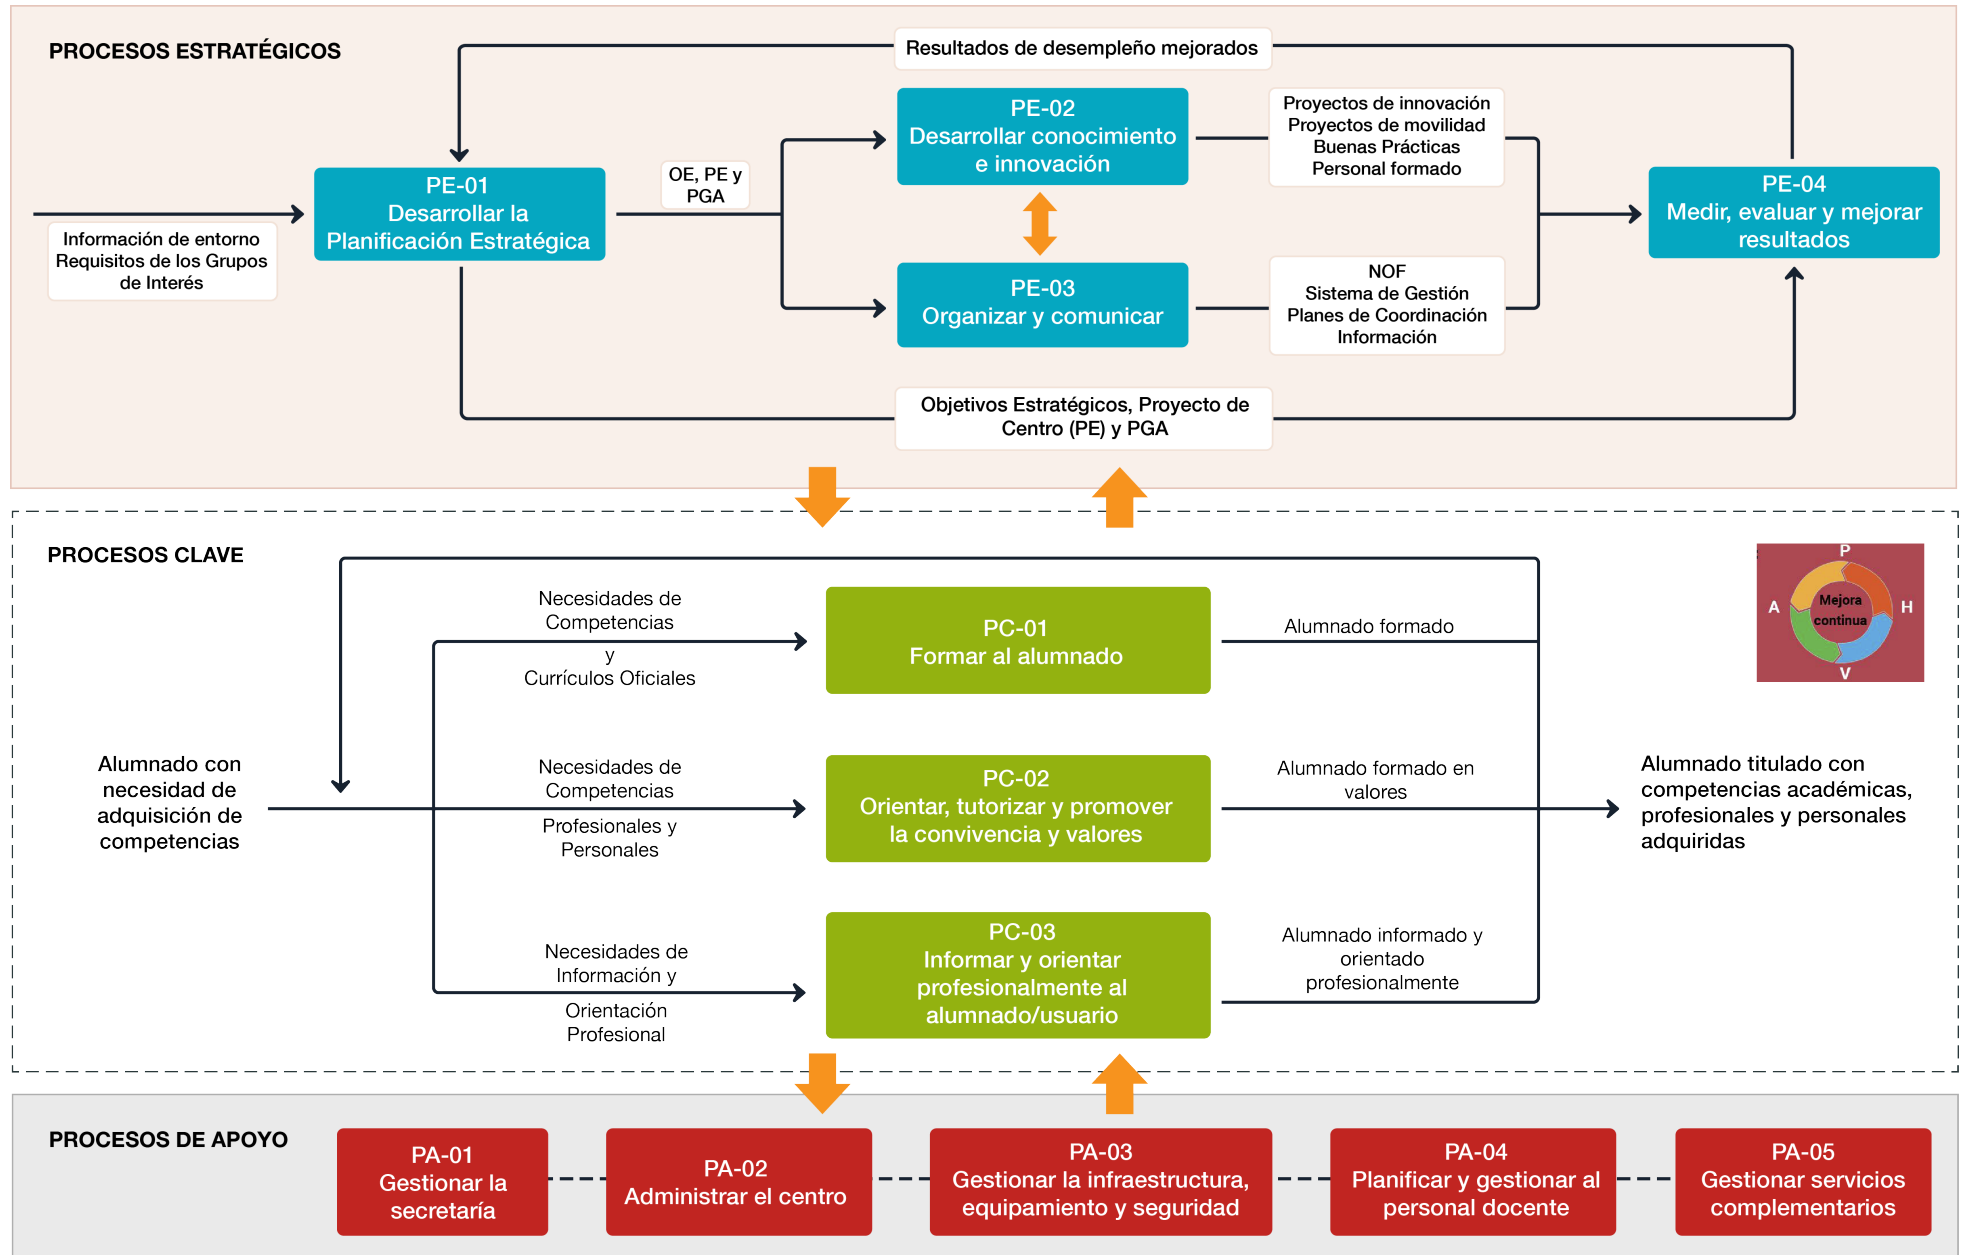 PROCESOS ESTRATÉGICOS
Resultados de desempleño mejorados
PE-01
Desarrollar la
Planificación Estratégica
Información de entorno
Requisitos de los Grupos
de Interés
OE, PE y
PGA
PE-02
Desarrollar conocimiento
e innovación
PE-03
Organizar y comunicar
Proyectos de innovación
Proyectos de movilidad
Buenas Prácticas
Personal formado
NOF
Sistema de Gestión
Planes de Coordinación
Información
PE-04
Medir, evaluar y mejorar
resultados
Objetivos Estratégicos, Proyecto de
Centro (PE) y PGA
PROCESOS CLAVE
P
A
Mejora
continua
H
V
Alumnado con
necesidad de
adquisición de
competencias
Necesidades de
Competencias
y
Currículos Oficiales
PC-01
Formar al alumnado
Alumnado formado
Necesidades de
Competencias
Profesionales y
Personales
PC-02
Orientar, tutorizar y promover
la convivencia y valores
Alumnado formado en
valores
Necesidades de
Información y
Orientación
Profesional
PC-03
Informar y orientar
profesionalmente al
alumnado/usuario
Alumnado informado y
orientado
profesionalmente
Alumnado titulado con
competencias académicas,
profesionales y personales
adquiridas
PROCESOS DE APOYO
PA-01
Gestionar la
secretaría
PA-02
Administrar el centro
PA-03
Gestionar la infraestructura,
equipamiento y seguridad
PA-04
Planificar y gestionar al
personal docente
PA-05
Gestionar servicios
complementarios